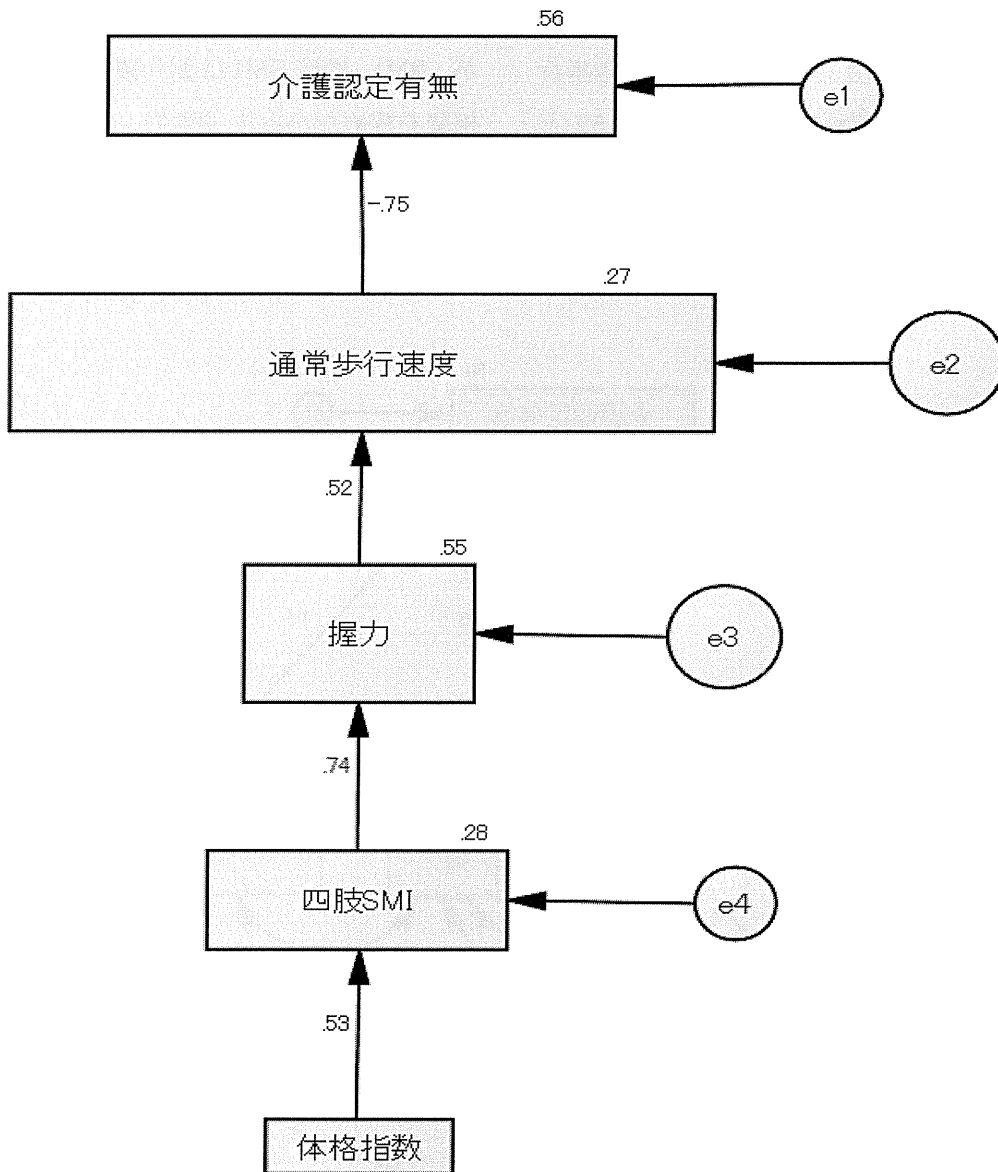 .56
介護認定有無
e1
-.75
.27
通常歩行速度
e2
.52
.55
握力
e3
.74
.28
四肢SMI
e4
.53
体格指数